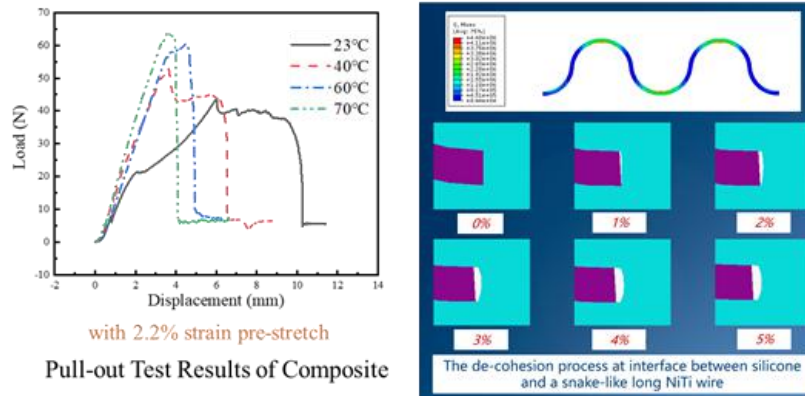 70
60
50
40
30
20
10
0
-10
Load (N)
23℃
40℃
60℃
70℃
-2 0 2 4 6 8 10 12 14
Displacement (mm)
with 2.2% strain pre-stretch
Pull-out Test Results of Composite
S, Mises
(Avg: 75%)
0%
1%
2%
3%
4%
5%
The de-cohesion process at interface between silicone
and a snake-like long NiTi wire